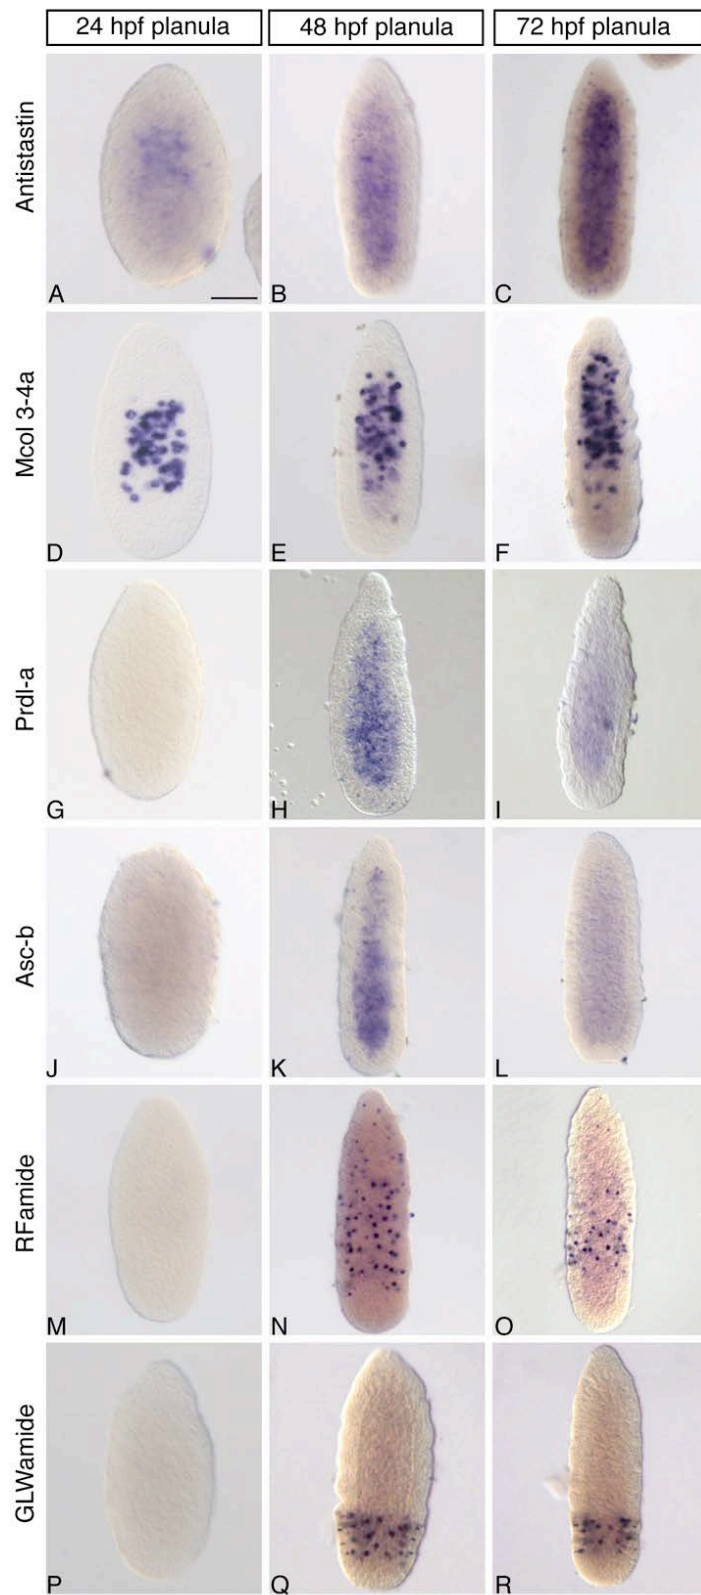 24 hpf planula 48 hpf planula 72 hpf planula
Antistastin
A B C
Mcol 3-4a
D E F
Prdl-a
G H I
Asc-b
J K L
RFamide
M N O
GLWamide
P Q R